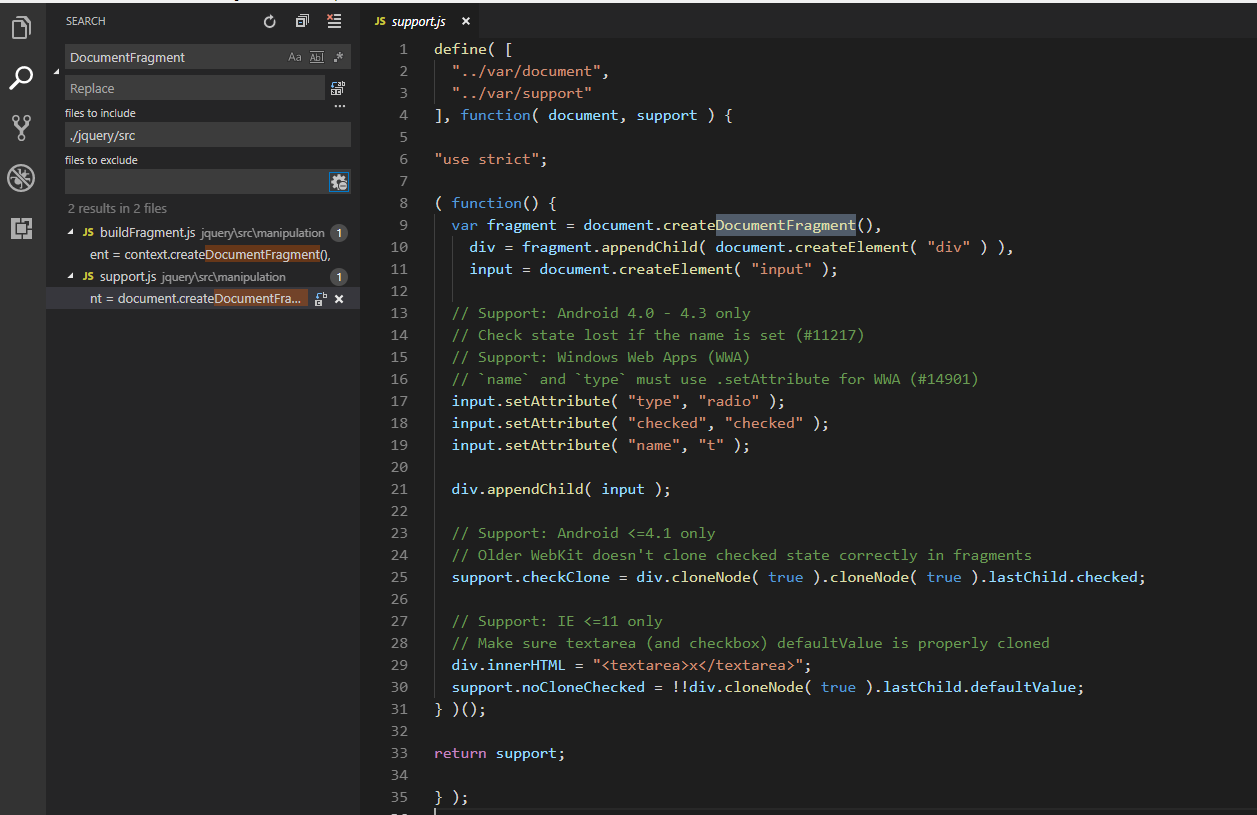 SEARCH
DocumentFragment
Aa Abl .*
Replace
...
files to include
./jquery/src
files to exclude
2 results in 2 files
JS buildFragment.js jquery\src\manipulation 1
ent = context.createDocumentFragment(),
JS support.js jquery\src\manipulation 1
nt = document.createDocumentFra...
JS support.js
1 define( [
2 "../var/document",
3 "../var/support"
4 ], function( document, support ) {
5
6 "use strict";
7
8 ( function() {
9 var fragment = document.createDocumentFragment(),
10 div = fragment.appendChild( document.createElement( "div" ) ),
11 input = document.createElement( "input" );
12
13 // Support: Android 4.0 - 4.3 only
14 // Check state lost if the name is set (#11217)
15 // Support: Windows Web Apps (WWA)
16 // `name` and `type` must use .setAttribute for WWA (#14901)
17 input.setAttribute( "type", "radio" );
18 input.setAttribute( "checked", "checked" );
19 input.setAttribute( "name", "t" );
20
21 div.appendChild( input );
22
23 // Support: Android <=4.1 only
24 // Older WebKit doesn't clone checked state correctly in fragments
25 support.checkClone = div.cloneNode( true ).cloneNode( true ).lastChild.checked;
26
27 // Support: IE <=11 only
28 // Make sure textarea (and checkbox) defaultValue is properly cloned
29 div.innerHTML = "<textarea>x</textarea>";
30 support.noCloneChecked = !!div.cloneNode( true ).lastChild.defaultValue;
31 } )();
32
33 return support;
34
35 } );